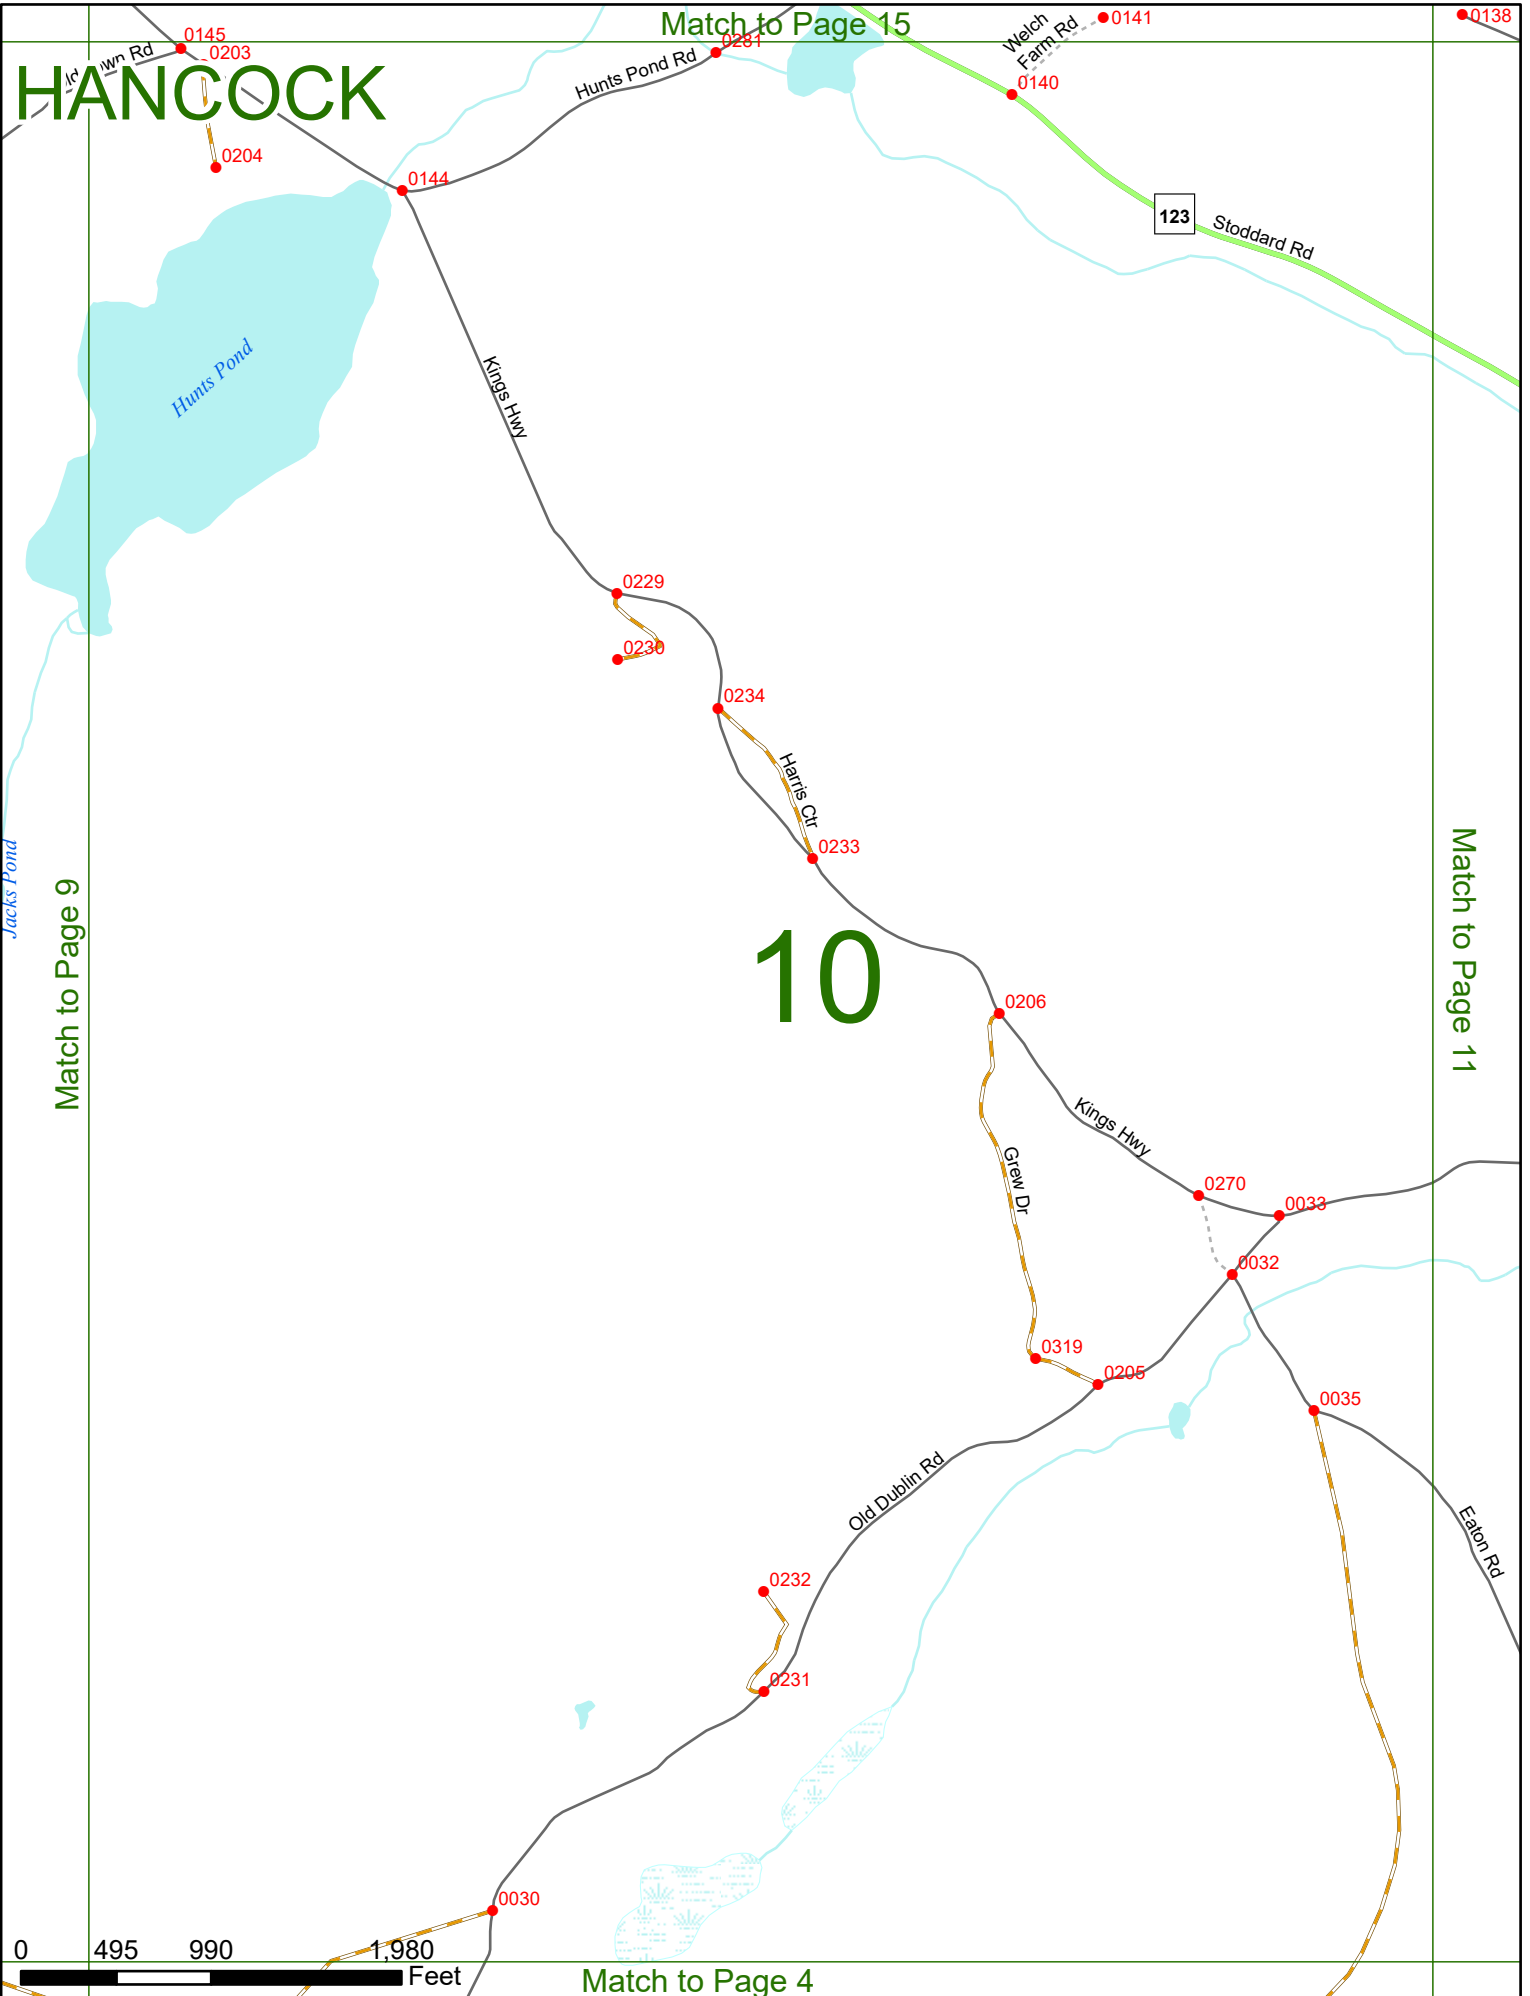 Match to Page 15
0141
0138
0145
0203
0281
Welch
Farm Rd
Rd
Hunts Pond Rd
HANCOCK
0140
0204
0144
123
Stoddard Rd
Hunts Pond
Kings Hwy
0229
0230
0234
Harris Ctr
0233
Jacks Pond
Match to Page 9
10
Match to Page 11
0206
Kings Hwy
Grew Dr
0270
0033
0032
0319
0205
0035
Old Dublin Rd
Eaton Rd
0232
0231
0030
0 495 990 1,980
Feet
Match to Page 4